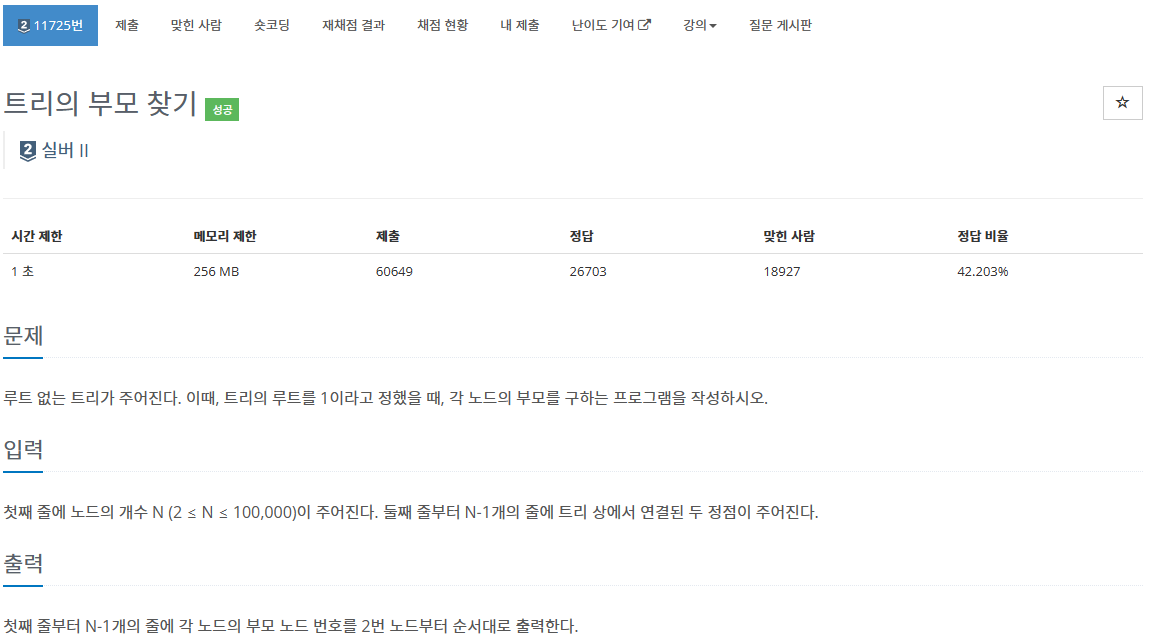 2 11725번 제출 맞힌 사람 숏코딩 재채점 결과 채점 현황 내 제출 난이도 기여 강의 질문 게시판
트리의 부모 찾기 성공
2 실버 II
시간 제한 메모리 제한 제출 정답 맞힌 사람 정답 비율
1 초 256 MB 60649 26703 18927 42.203%
문제
루트 없는 트리가 주어진다. 이때, 트리의 루트를 1이라고 정했을 때, 각 노드의 부모를 구하는 프로그램을 작성하시오.
입력
첫째 줄에 노드의 개수 N (2 ≤ N ≤ 100,000)이 주어진다. 둘째 줄부터 N-1개의 줄에 트리 상에서 연결된 두 정점이 주어진다.
출력
첫째 줄부터 N-1개의 줄에 각 노드의 부모 노드 번호를 2번 노드부터 순서대로 출력한다.